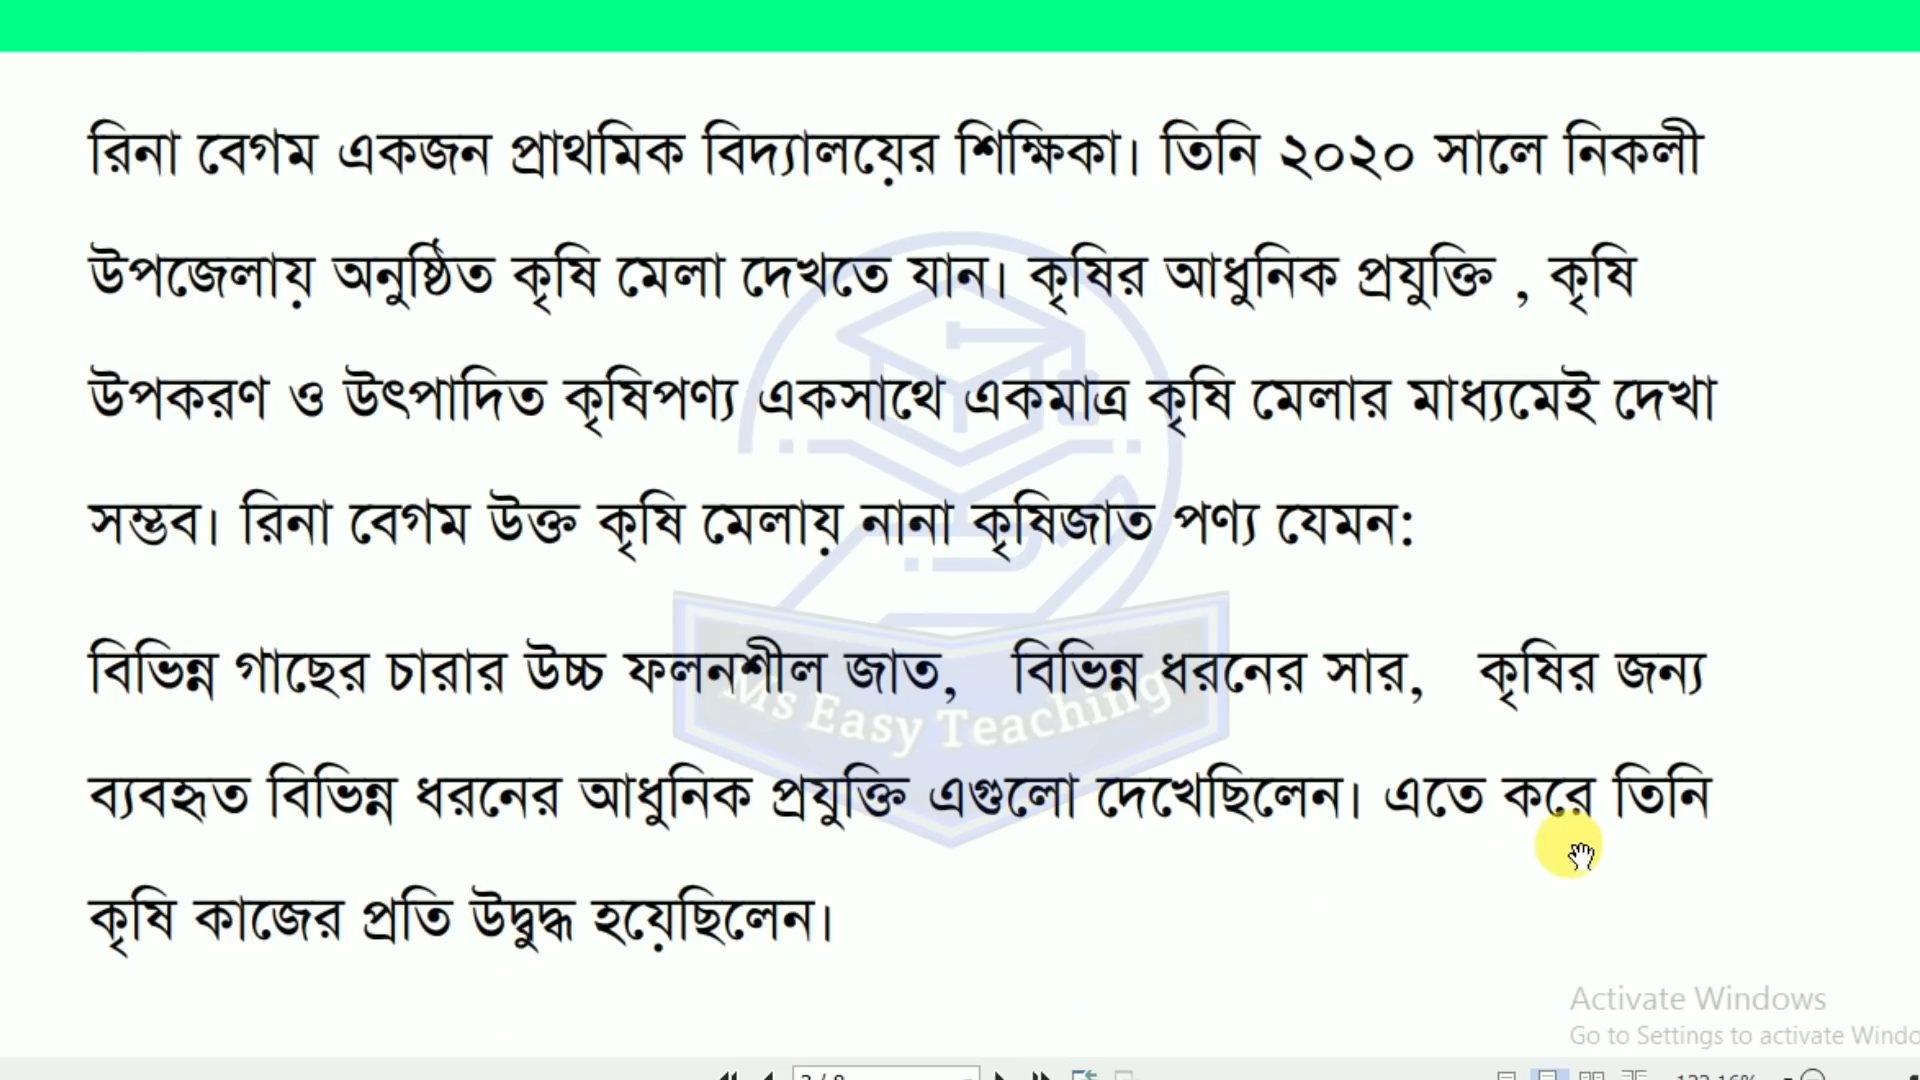 রিনা বেগম একজন প্রাথমিক বিদ্যালয়ের শিক্ষিকা। তিনি ২০২০ সালে নিকলী
উপজেলায় অনুষ্ঠিত কৃষি মেলা দেখতে যান। কৃষির আধুনিক প্রযুক্তি , কৃষি
উপকরণ ও উৎপাদিত কৃষিপণ্য একসাথে একমাত্র কৃষি মেলার মাধ্যমেই দেখা
সম্ভব। রিনা বেগম উক্ত কৃষি মেলায় নানা কৃষিজাত পণ্য যেমন:
বিভিন্ন গাছের চারার উচ্চ ফলনশীল জাত, বিভিন্ন ধরনের সার, কৃষির জন্য
M's Easy Teaching
ব্যবহৃত বিভিন্ন ধরনের আধুনিক প্রযুক্তি এগুলো দেখেছিলেন। এতে করে তিনি
কৃষি কাজের প্রতি উদ্বুদ্ধ হয়েছিলেন।
Activate Windows
Go to Settings to activate Windo